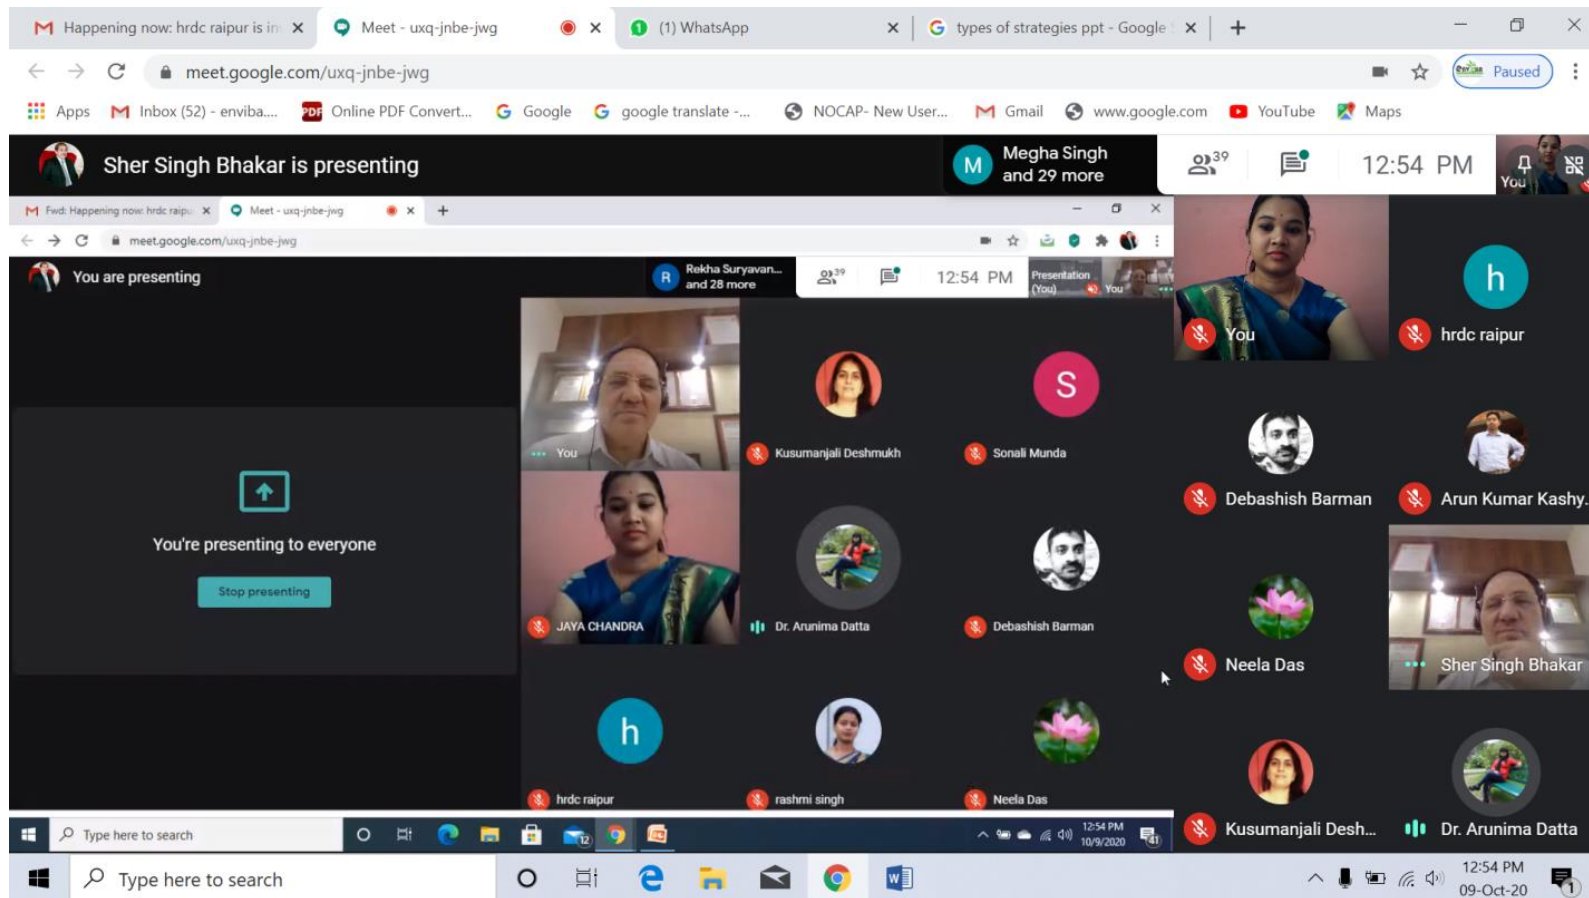 Happening now: hrdc raipur is in
Meet - uxq-jnbe-jwg
(1) WhatsApp
types of strategies ppt - Google
meet.google.com/uxq-jnbe-jwg
Paused
Apps
Inbox (52) - enviba....
PDF
Online PDF Convert...
Google
google translate -...
NOCAP- New User...
Gmail
www.google.com
YouTube
Maps
Sher Singh Bhakar is presenting
M
Megha Singh
and 29 more
39
12:54 PM
You
Fwd: Happening now: hrdc raipu
Meet - uxq-jnbe-jwg
meet.google.com/uxq-jnbe-jwg
You are presenting
R
Rekha Suryavan...
and 28 more
39
12:54 PM
Presentation
(You)
You
You
h
hrdc raipur
You
Kusumanjali Deshmukh
S
Sonali Munda
Debashish Barman
Arun Kumar Kashy.
You're presenting to everyone
Stop presenting
JAYA CHANDRA
Dr. Arunima Datta
Debashish Barman
Neela Das
Sher Singh Bhakar
h
hrdc raipur
rashmi singh
Neela Das
Kusumanjali Desh...
Dr. Arunima Datta
Type here to search
12
12:54 PM
10/9/2020
41
Type here to search
W
12:54 PM
09-Oct-20
1